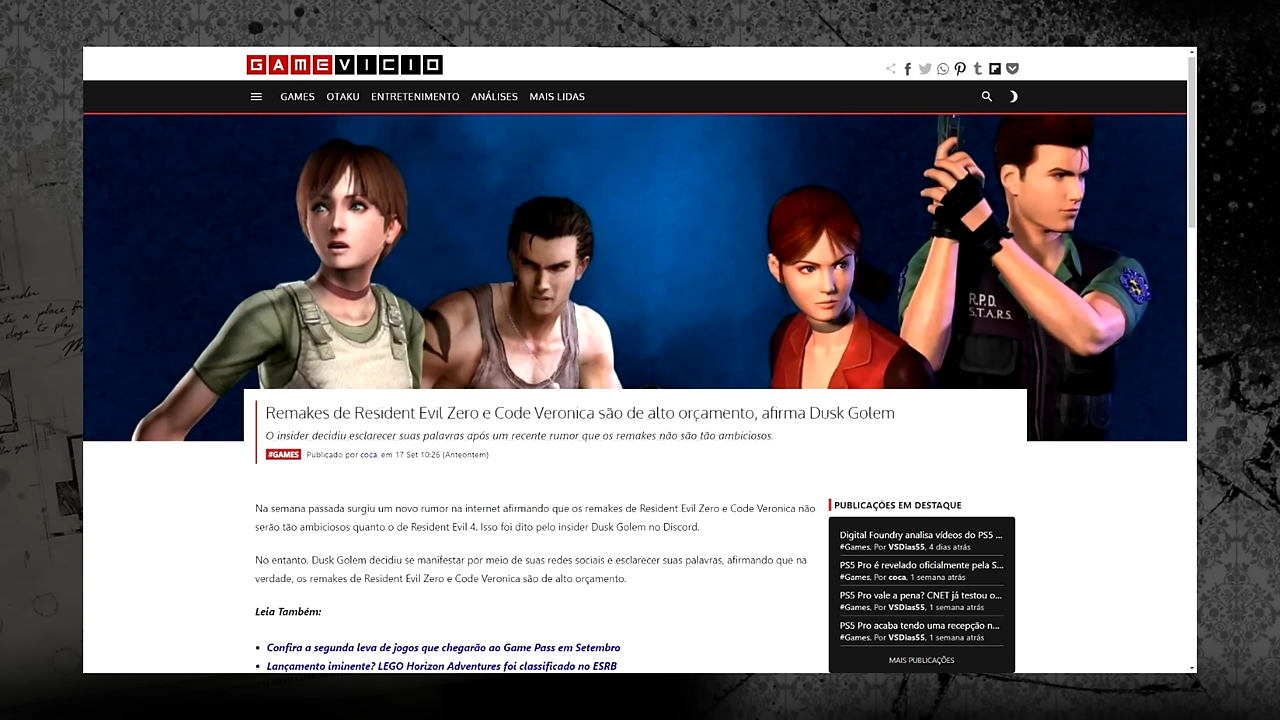 GAMEVICIO
GAMES OTAKU ENTRETENIMENTO ANÁLISES MAIS LIDAS
R.P.D.
S.T.A.R.S.
Remakes de Resident Evil Zero e Code Veronica são de alto orçamento, afirma Dusk Golem
O insider decidiu esclarecer suas palavras após um recente rumor que os remakes não são tão ambiciosos.
#GAMES Publicado por coca, em 17 Set 10:26 (Anteontem)
Na semana passada surgiu um novo rumor na internet afirmando que os remakes de Resident Evil Zero e Code Veronica não
serão tão ambiciosos quanto o de Resident Evil 4. Isso foi dito pelo insider Dusk Golem no Discord.
No entanto, Dusk Golem decidiu se manifestar por meio de suas redes sociais e esclarecer suas palavras, afirmando que na
verdade, os remakes de Resident Evil Zero e Code Veronica são de alto orçamento.
Leia Também:
• Confira a segunda leva de jogos que chegarão ao Game Pass em Setembro
• Lançamento iminente? LEGO Horizon Adventures foi classificado no ESRB
PUBLICAÇÕES EM DESTAQUE
Digital Foundry analisa vídeos do PS5 ...
#Games, Por VSDias55, 4 dias atrás
PS5 Pro é revelado oficialmente pela S...
#Games, Por coca, 1 semana atrás
PS5 Pro vale a pena? CNET já testou o...
#Games, Por VSDias55, 1 semana atrás
PS5 Pro acaba tendo uma recepção n...
#Games, Por VSDias55, 1 semana atrás
MAIS PUBLICAÇÕES